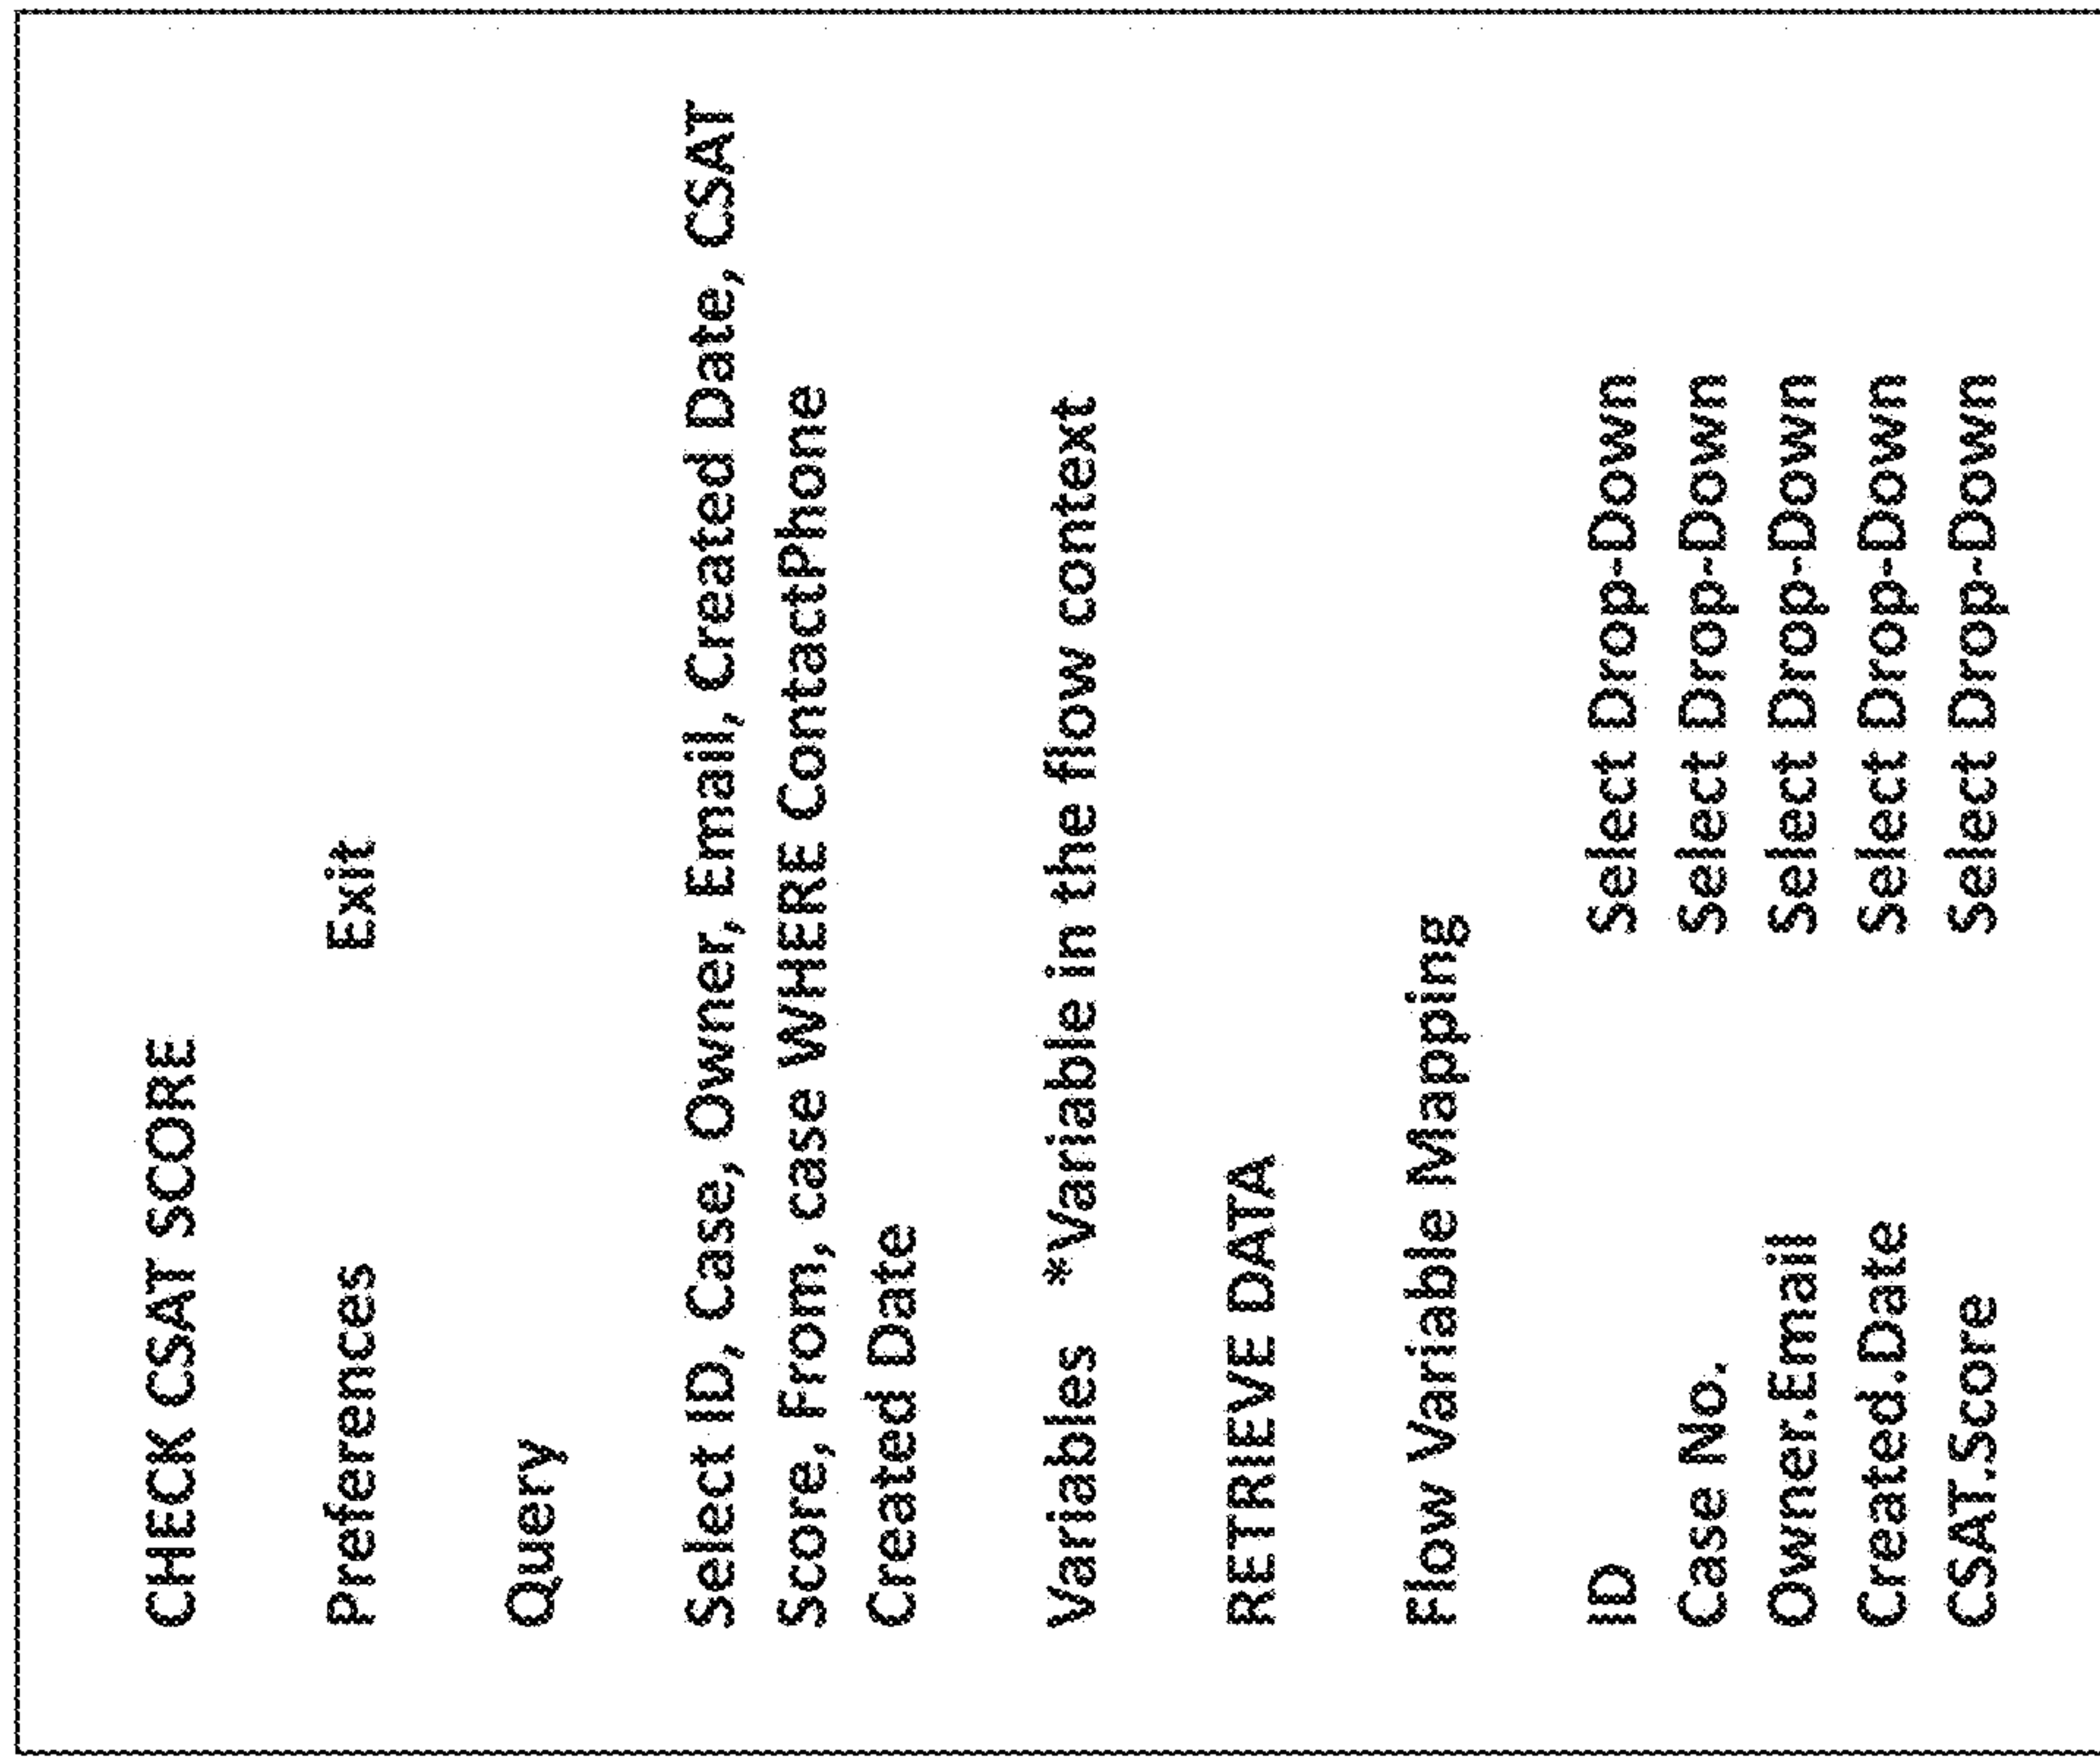 CHECK CSAT SCORE
Preferences Exit
Query
Select ID, Case, Owner, Email, Created Date, CSAT
Score, From, case WHERE ContactPhone
Created Date
Variables *Variable in the flow context
RETRIEVE DATA
Flow Variable Mapping
ID Select Drop-Down
Case No. Select Drop-Down
Owner.Email Select Drop-Down
Created.Date Select Drop-Down
CSAT.Score Select Drop-Down